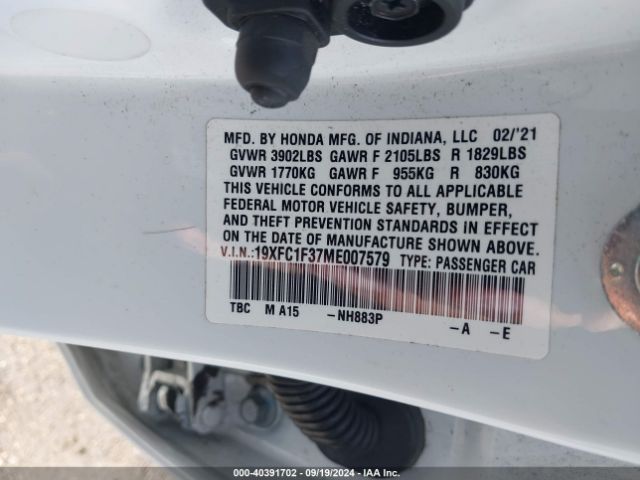 MFD. BY HONDA MFG. OF INDIANA, LLC 02/'21
GVWR 3902LBS GAWR F 2105LBS R 1829LBS
GVWR 1770KG GAWR F 955KG R 830KG
THIS VEHICLE CONFORMS TO ALL APPLICABLE
FEDERAL MOTOR VEHICLE SAFETY, BUMPER,
AND THEFT PREVENTION STANDARDS IN EFFECT
ON THE DATE OF MANUFACTURE SHOWN ABOVE.
V.I.N.:19XFC1F37ME007579 TYPE: PASSENGER CAR
TBC M A15 -NH883P -A -E
000-40391702 - 09/19/2024 - IAA Inc.